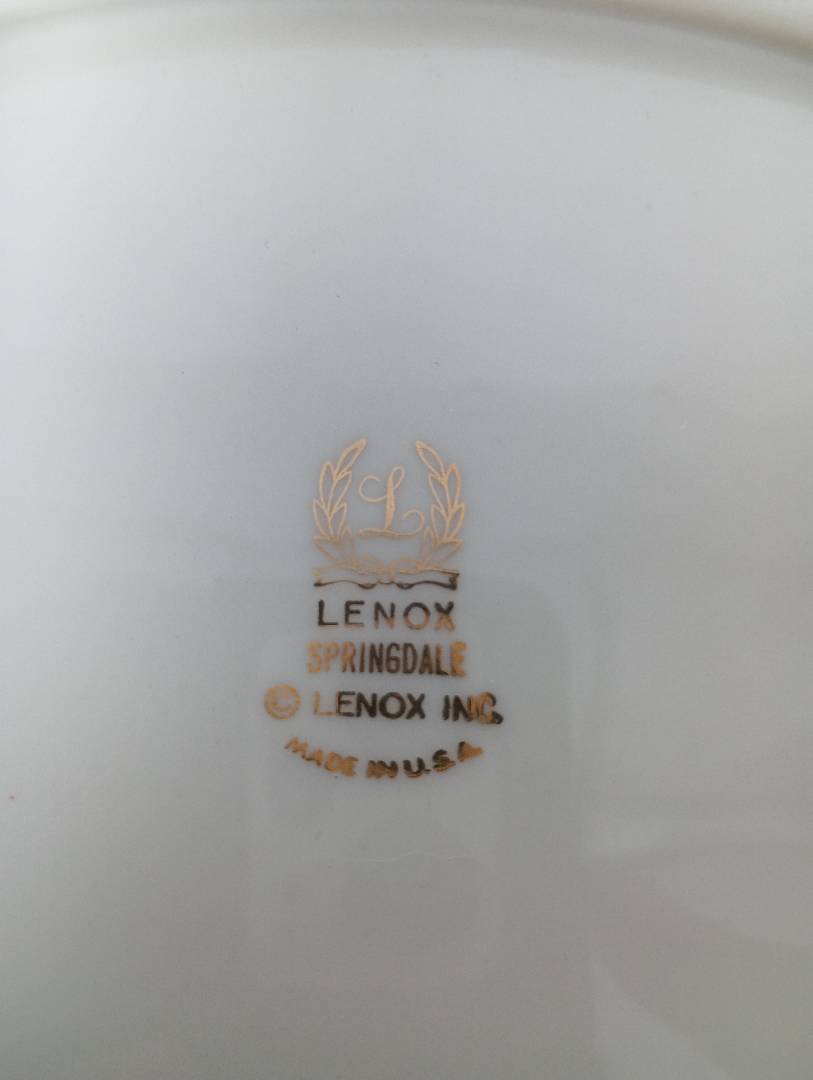 L
LENOX
SPRINGDALE
© LENOX INC.
MADE IN U.S.A